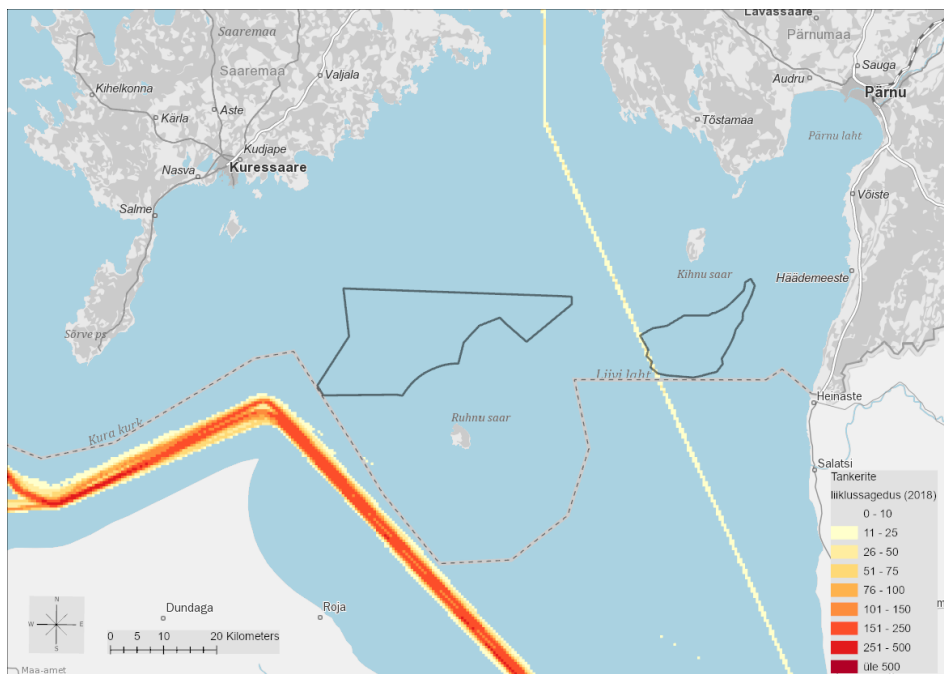 Saaremaa
Saaremaa
Valjala
Kihelkonna
Aste
Kärla
Kudjape
Kuressaare
Nasva
Salme
Sõrve ps
Lavassaare
Pärnumaa
Sauga
Audru
Pärnu
Tõstamaa
Pärnu laht
Võiste
Kihnu saar
Häädemeeste
Liivi laht
Heinaste
Kura kurk
Ruhnu saar
Salatsi
Tankerite
liiklussagedus (2018)
0 - 10
11 - 25
26 - 50
51 - 75
76 - 100
101 - 150
151 - 250
251 - 500
üle 500
N
W
E
S
Dundaga
Roja
0 5 10 20 Kilometers
Maa-amet